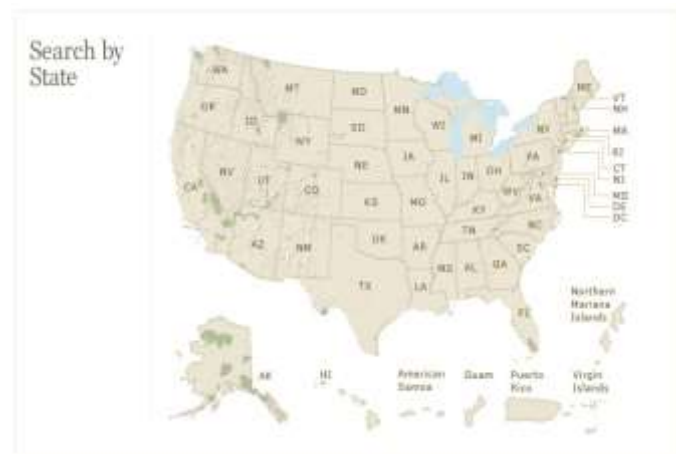 Search by
State
WA
MT
ND
MN
ME
VT
NH
OR
ID
SD
WI
MI
NY
MA
WY
RI
IA
PA
CT
NJ
NV
NE
IL
IN
OH
MD
UT
CO
WV
DE
CA
KS
MO
VA
DC
KY
AZ
NM
OK
TN
NC
AR
SC
TX
LA
MS
AL
GA
FL
Northern
Mariana
Islands
AK
HI
American
Samoa
Guam
Puerto
Rico
Virgin
Islands